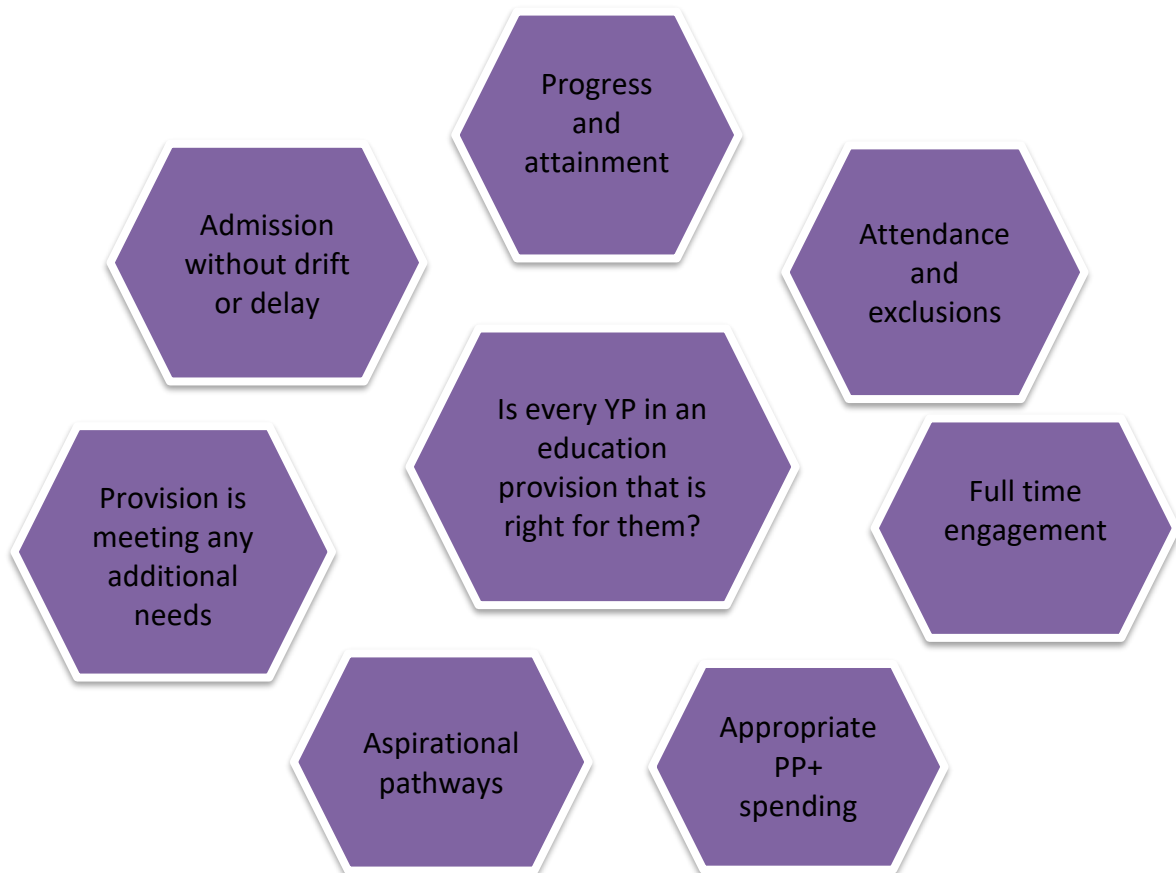 Progress
and
attainment
Admission
without drift
or delay
Attendance
and
exclusions
Is every YP in an
education
provision that is
right for them?
Provision is
meeting any
additional
needs
Full time
engagement
Aspirational
pathways
Appropriate
PP+
spending